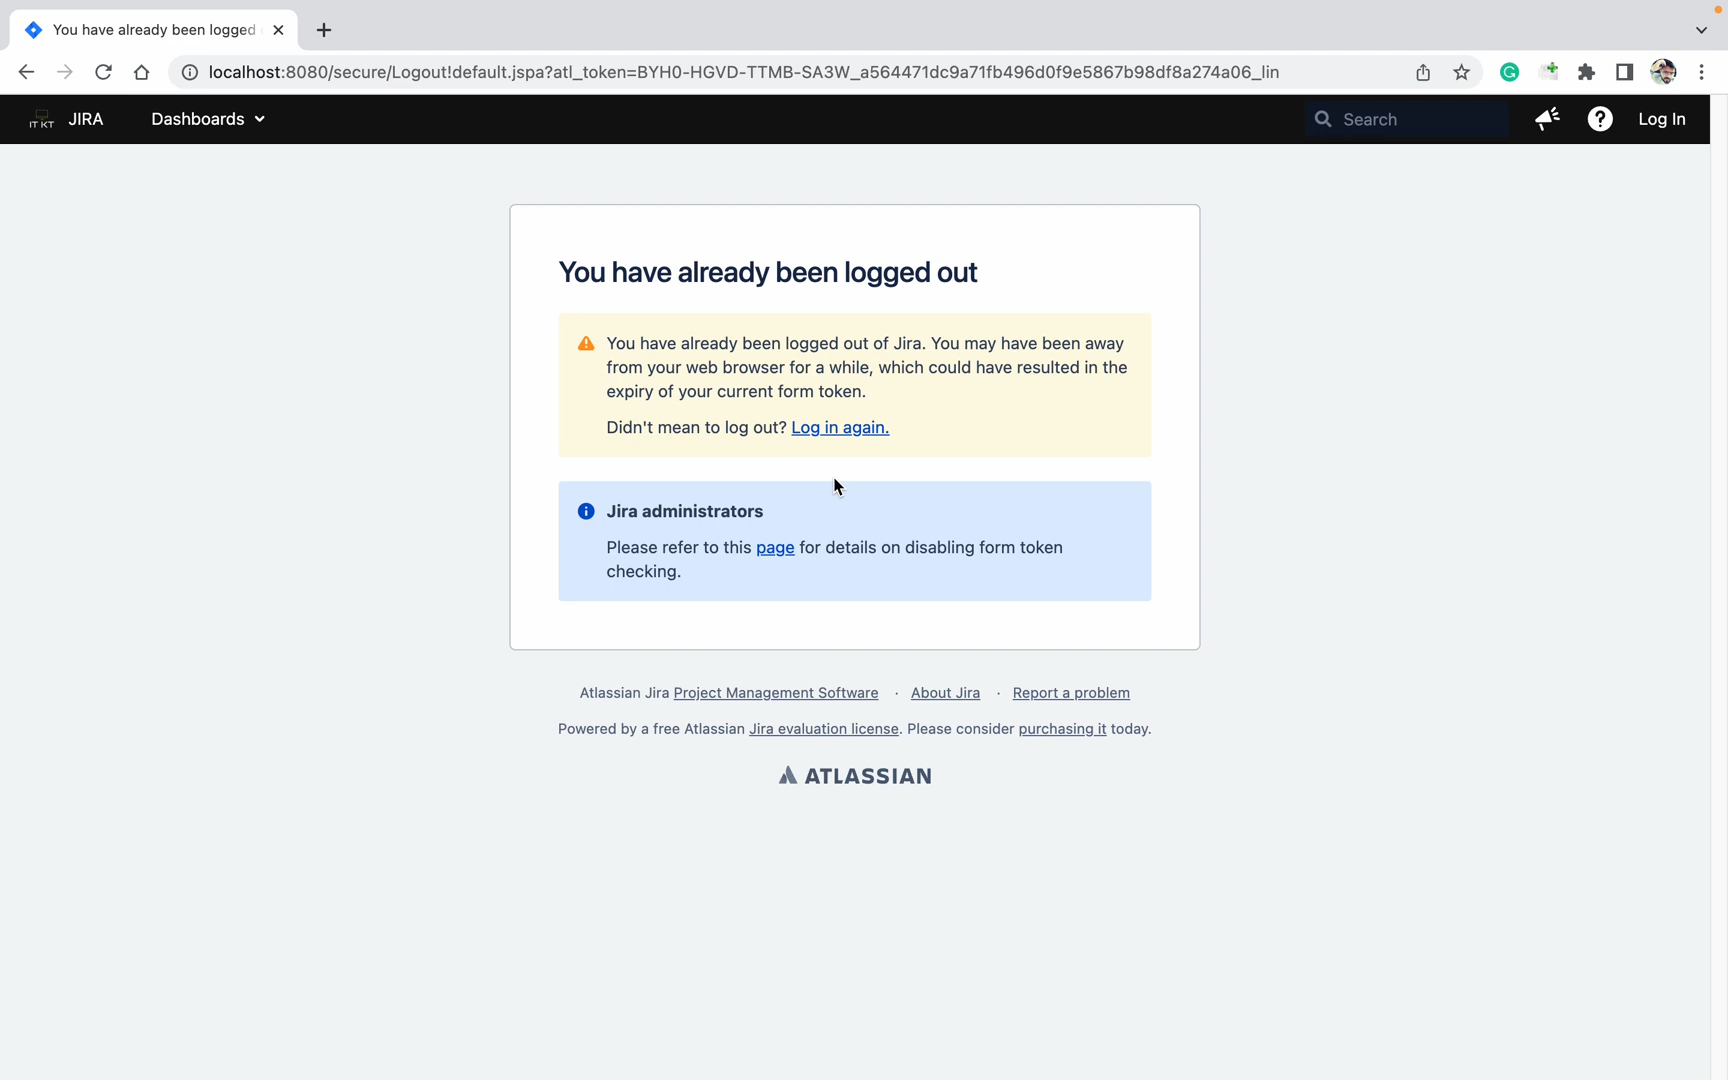 You have already been logged
localhost:8080/secure/Logout!default.jspa?atl_token=BYH0-HGVD-TTMB-SA3W_a564471dc9a71fb496d0f9e5867b98df8a274a06_lin
IT KT JIRA Dashboards Search Log In
You have already been logged out
You have already been logged out of Jira. You may have been away
from your web browser for a while, which could have resulted in the
expiry of your current form token.
Didn't mean to log out? Log in again.
Jira administrators
Please refer to this page for details on disabling form token
checking.
Atlassian Jira Project Management Software · About Jira · Report a problem
Powered by a free Atlassian Jira evaluation license. Please consider purchasing it today.
ATLASSIAN